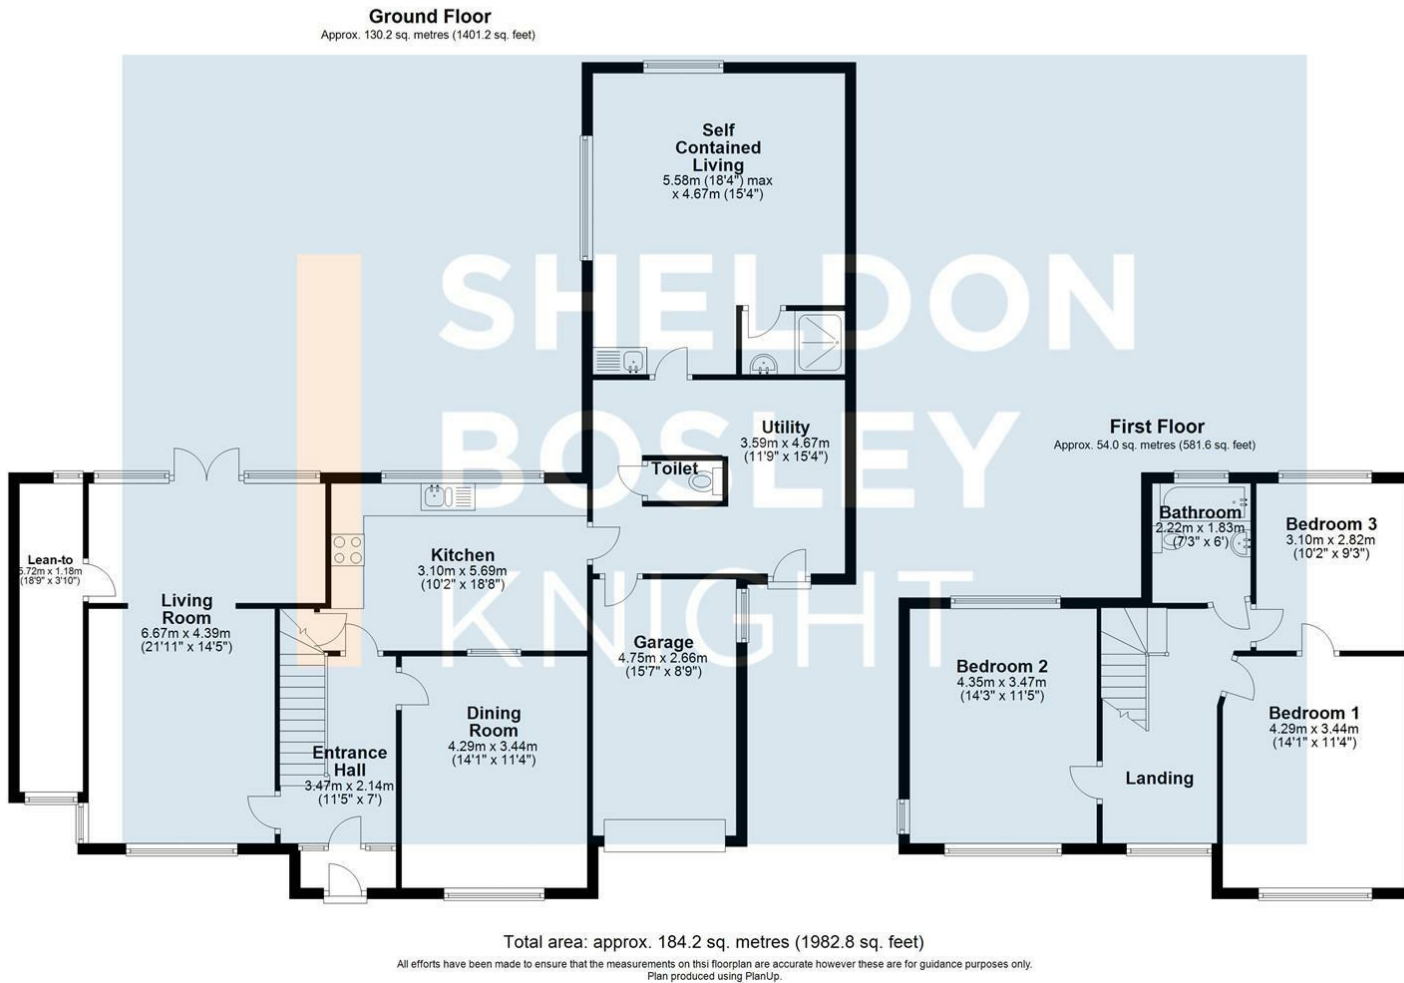 Ground Floor
Approx. 130.2 sq. metres (1401.2 sq. feet)
Self
Contained
Living
5.58m (18'4") max
x 4.67m (15'4")
SHELDON
BOSLEY
KNIGHT
Utility
3.59m x 4.67m
(11'9" x 15'4")
Toilet
Lean-to
5.72m x 1.18m
(18'9" x 3'10")
Living
Room
6.67m x 4.39m
(21'11" x 14'5")
Kitchen
3.10m x 5.69m
(10'2" x 18'8")
Garage
4.75m x 2.66m
(15'7" x 8'9")
Dining
Room
4.29m x 3.44m
(14'1" x 11'4")
Entrance
Hall
3.47m x 2.14m
(11'5" x 7')
First Floor
Approx. 54.0 sq. metres (581.6 sq. feet)
Bathroom
2.22m x 1.83m
(7'3" x 6')
Bedroom 3
3.10m x 2.82m
(10'2" x 9'3")
Bedroom 2
4.35m x 3.47m
(14'3" x 11'5")
Bedroom 1
4.29m x 3.44m
(14'1" x 11'4")
Landing
Total area: approx. 184.2 sq. metres (1982.8 sq. feet)
All efforts have been made to ensure that the measurements on thsi floorplan are accurate however these are for guidance purposes only.
Plan produced using PlanUp.